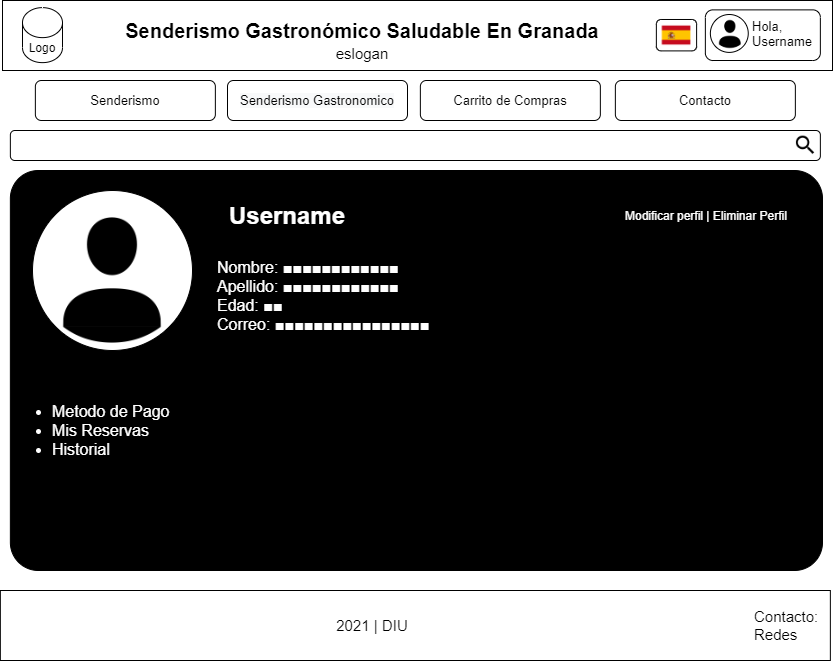 Logo
Senderismo Gastronómico Saludable En Granada
eslogan
Hola,
Username
Senderismo
Senderismo Gastronomico
Carrito de Compras
Contacto
Username
Modificar perfil | Eliminar Perfil
Nombre: ■■■■■■■■■■■■
Apellido: ■■■■■■■■■■■■
Edad: ■■
Correo: ■■■■■■■■■■■■■■■■
• Metodo de Pago
• Mis Reservas
• Historial
2021 | DIU
Contacto:
Redes